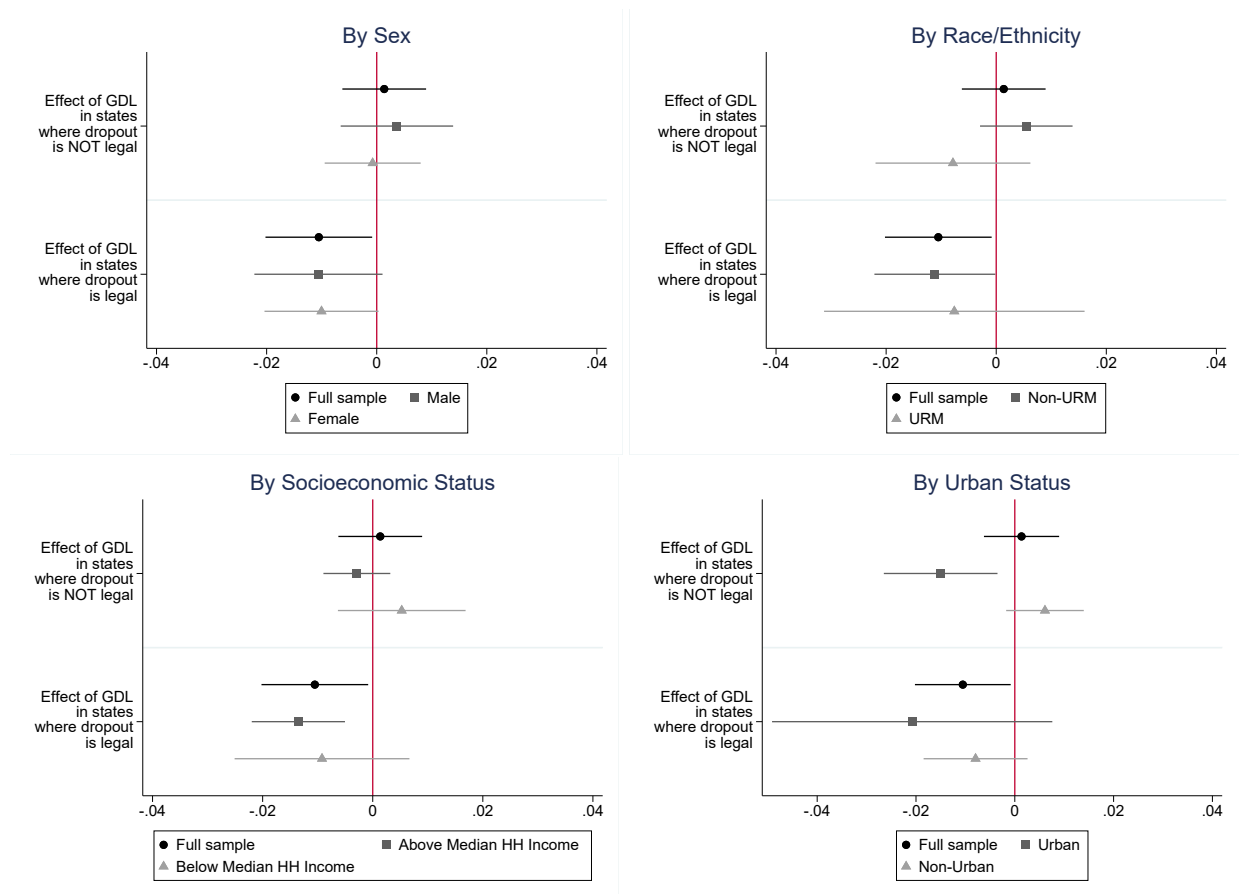 By Sex
Effect of GDL
in states
where dropout
is NOT legal
Effect of GDL
in states
where dropout
is legal
-.04 -.02 0 .02 .04
Full sample Male
Female
By Race/Ethnicity
Effect of GDL
in states
where dropout
is NOT legal
Effect of GDL
in states
where dropout
is legal
-.04 -.02 0 .02 .04
Full sample Non-URM
URM
By Socioeconomic Status
Effect of GDL
in states
where dropout
is NOT legal
Effect of GDL
in states
where dropout
is legal
-.04 -.02 0 .02 .04
Full sample Above Median HH Income
Below Median HH Income
By Urban Status
Effect of GDL
in states
where dropout
is NOT legal
Effect of GDL
in states
where dropout
is legal
-.04 -.02 0 .02 .04
Full sample Urban
Non-Urban